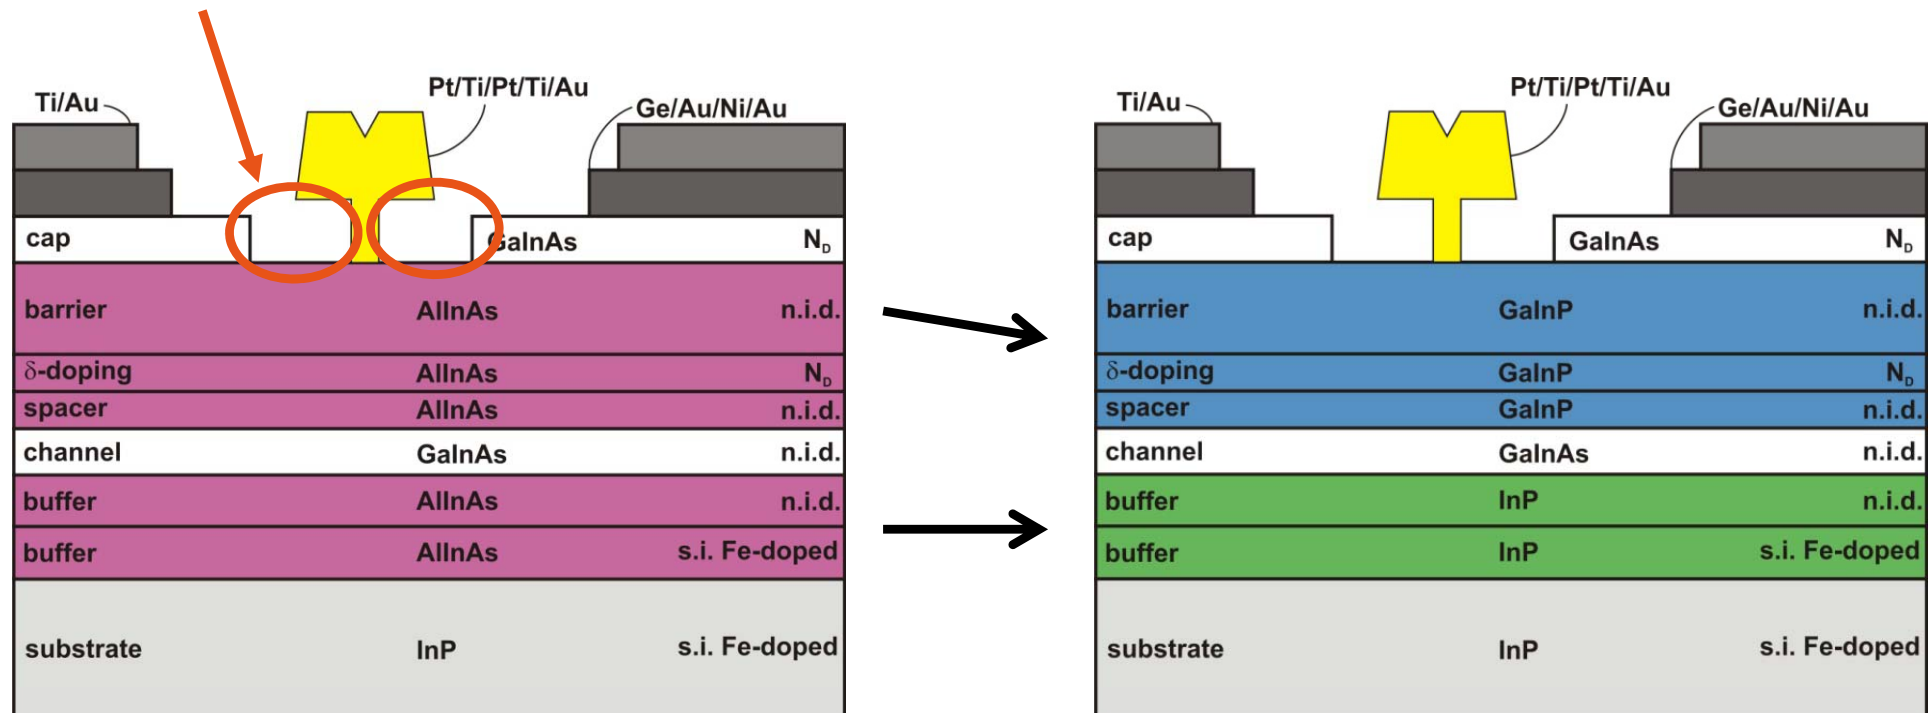 Ti/Au
Pt/Ti/Pt/Ti/Au
Ge/Au/Ni/Au
cap GaInAs N_D
barrier AlInAs n.i.d.
δ-doping AlInAs N_D
spacer AlInAs n.i.d.
channel GaInAs n.i.d.
buffer AlInAs n.i.d.
buffer AlInAs s.i. Fe-doped
substrate InP s.i. Fe-doped
Ti/Au
Pt/Ti/Pt/Ti/Au
Ge/Au/Ni/Au
cap GaInAs N_D
barrier GaInP n.i.d.
δ-doping GaInP N_D
spacer GaInP n.i.d.
channel GaInAs n.i.d.
buffer InP n.i.d.
buffer InP s.i. Fe-doped
substrate InP s.i. Fe-doped